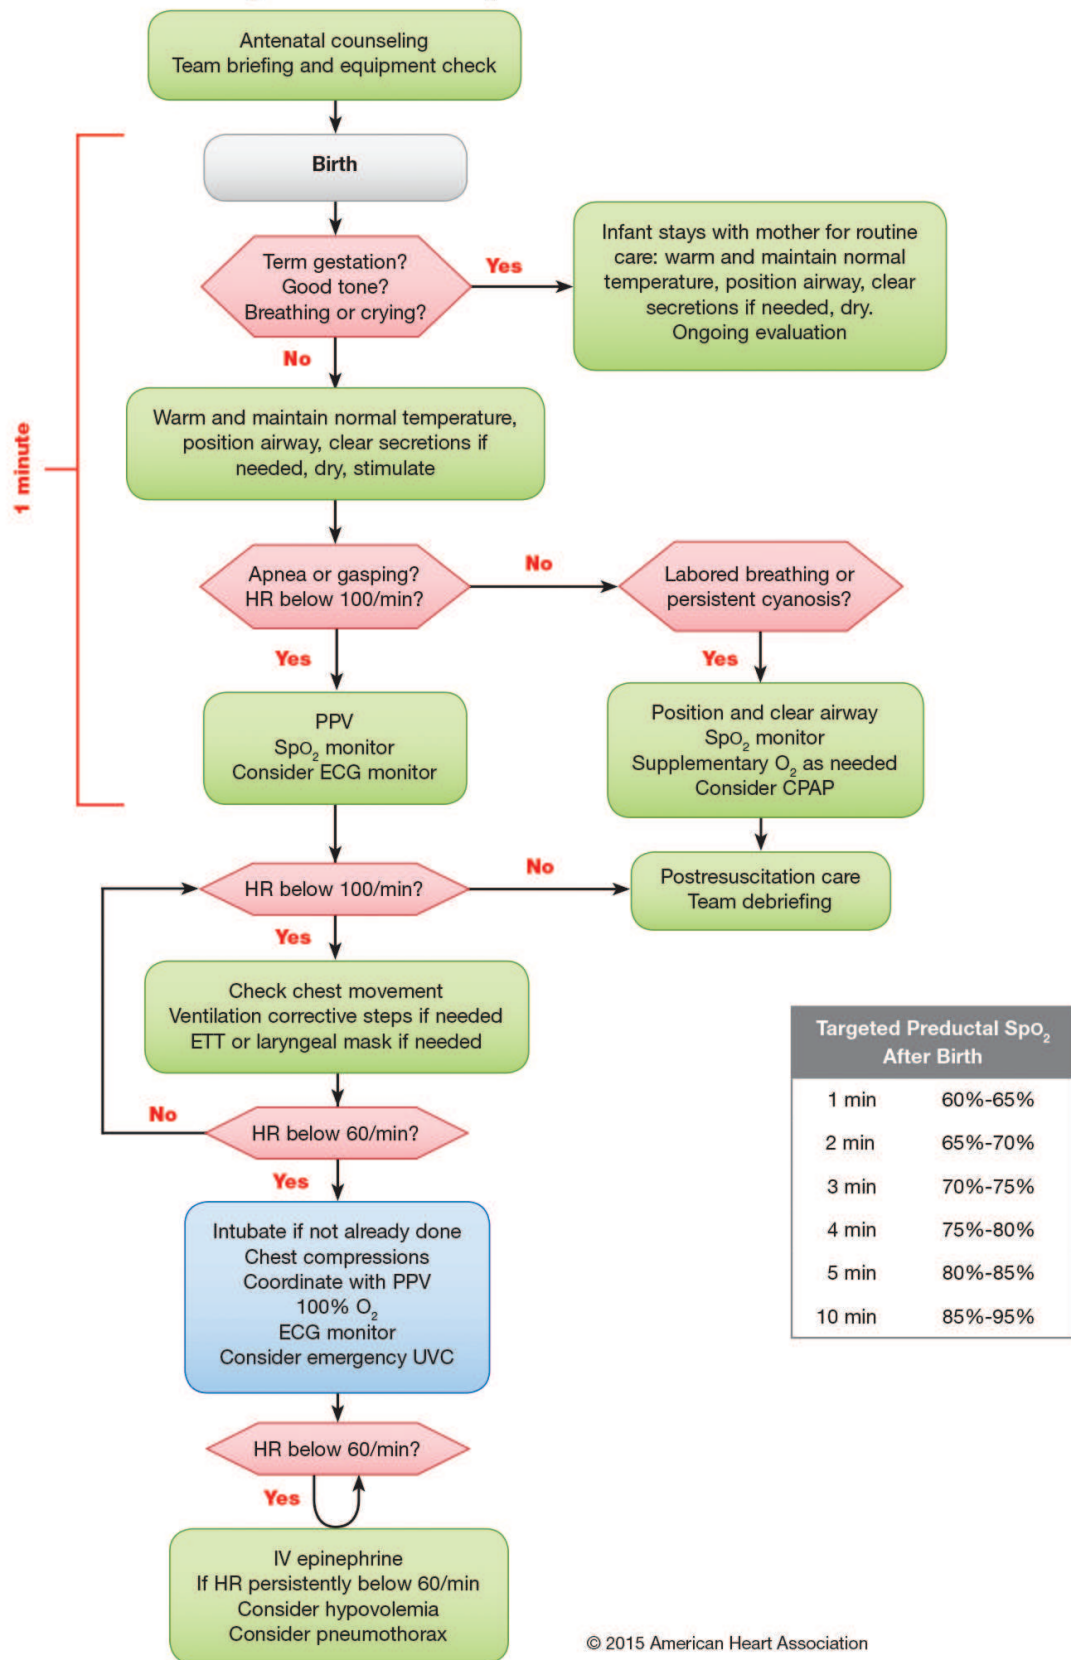 Antenatal counseling
Team briefing and equipment check
Birth
Term gestation?
Good tone?
Breathing or crying?
Yes
Infant stays with mother for routine
care: warm and maintain normal
temperature, position airway, clear
secretions if needed, dry.
Ongoing evaluation
No
1 minute
Warm and maintain normal temperature,
position airway, clear secretions if
needed, dry, stimulate
Apnea or gasping?
HR below 100/min?
No
Labored breathing or
persistent cyanosis?
Yes
Yes
PPV
SpO₂ monitor
Consider ECG monitor
Position and clear airway
SpO₂ monitor
Supplementary O₂ as needed
Consider CPAP
HR below 100/min?
No
Postresuscitation care
Team debriefing
Yes
Check chest movement
Ventilation corrective steps if needed
ETT or laryngeal mask if needed
No
HR below 60/min?
Yes
Intubate if not already done
Chest compressions
Coordinate with PPV
100% O₂
ECG monitor
Consider emergency UVC
HR below 60/min?
Yes
IV epinephrine
If HR persistently below 60/min
Consider hypovolemia
Consider pneumothorax
Targeted Preductal SpO₂
After Birth
1 min 60%-65%
2 min 65%-70%
3 min 70%-75%
4 min 75%-80%
5 min 80%-85%
10 min 85%-95%
© 2015 American Heart Association